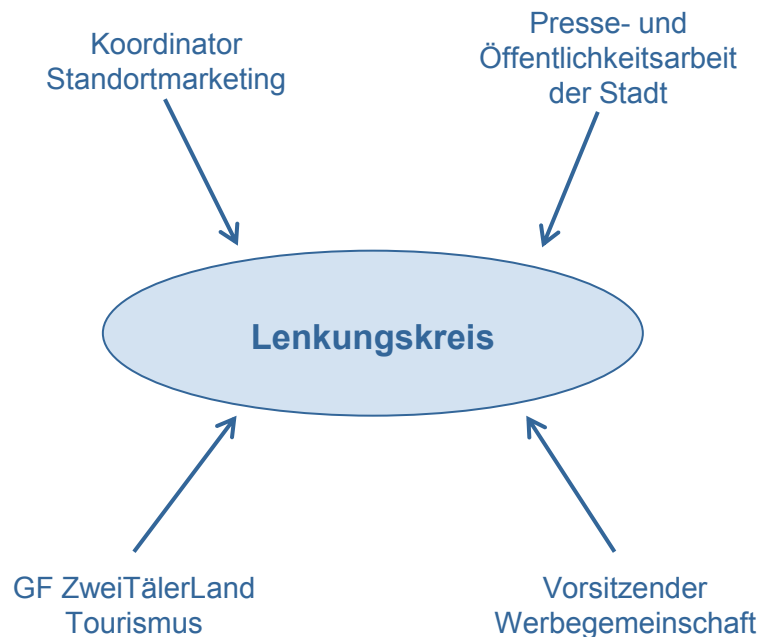 Koordinator
Standortmarketing
Presse- und
Öffentlichkeitsarbeit
der Stadt
Lenkungskreis
GF ZweiTälerLand
Tourismus
Vorsitzender
Werbegemeinschaft